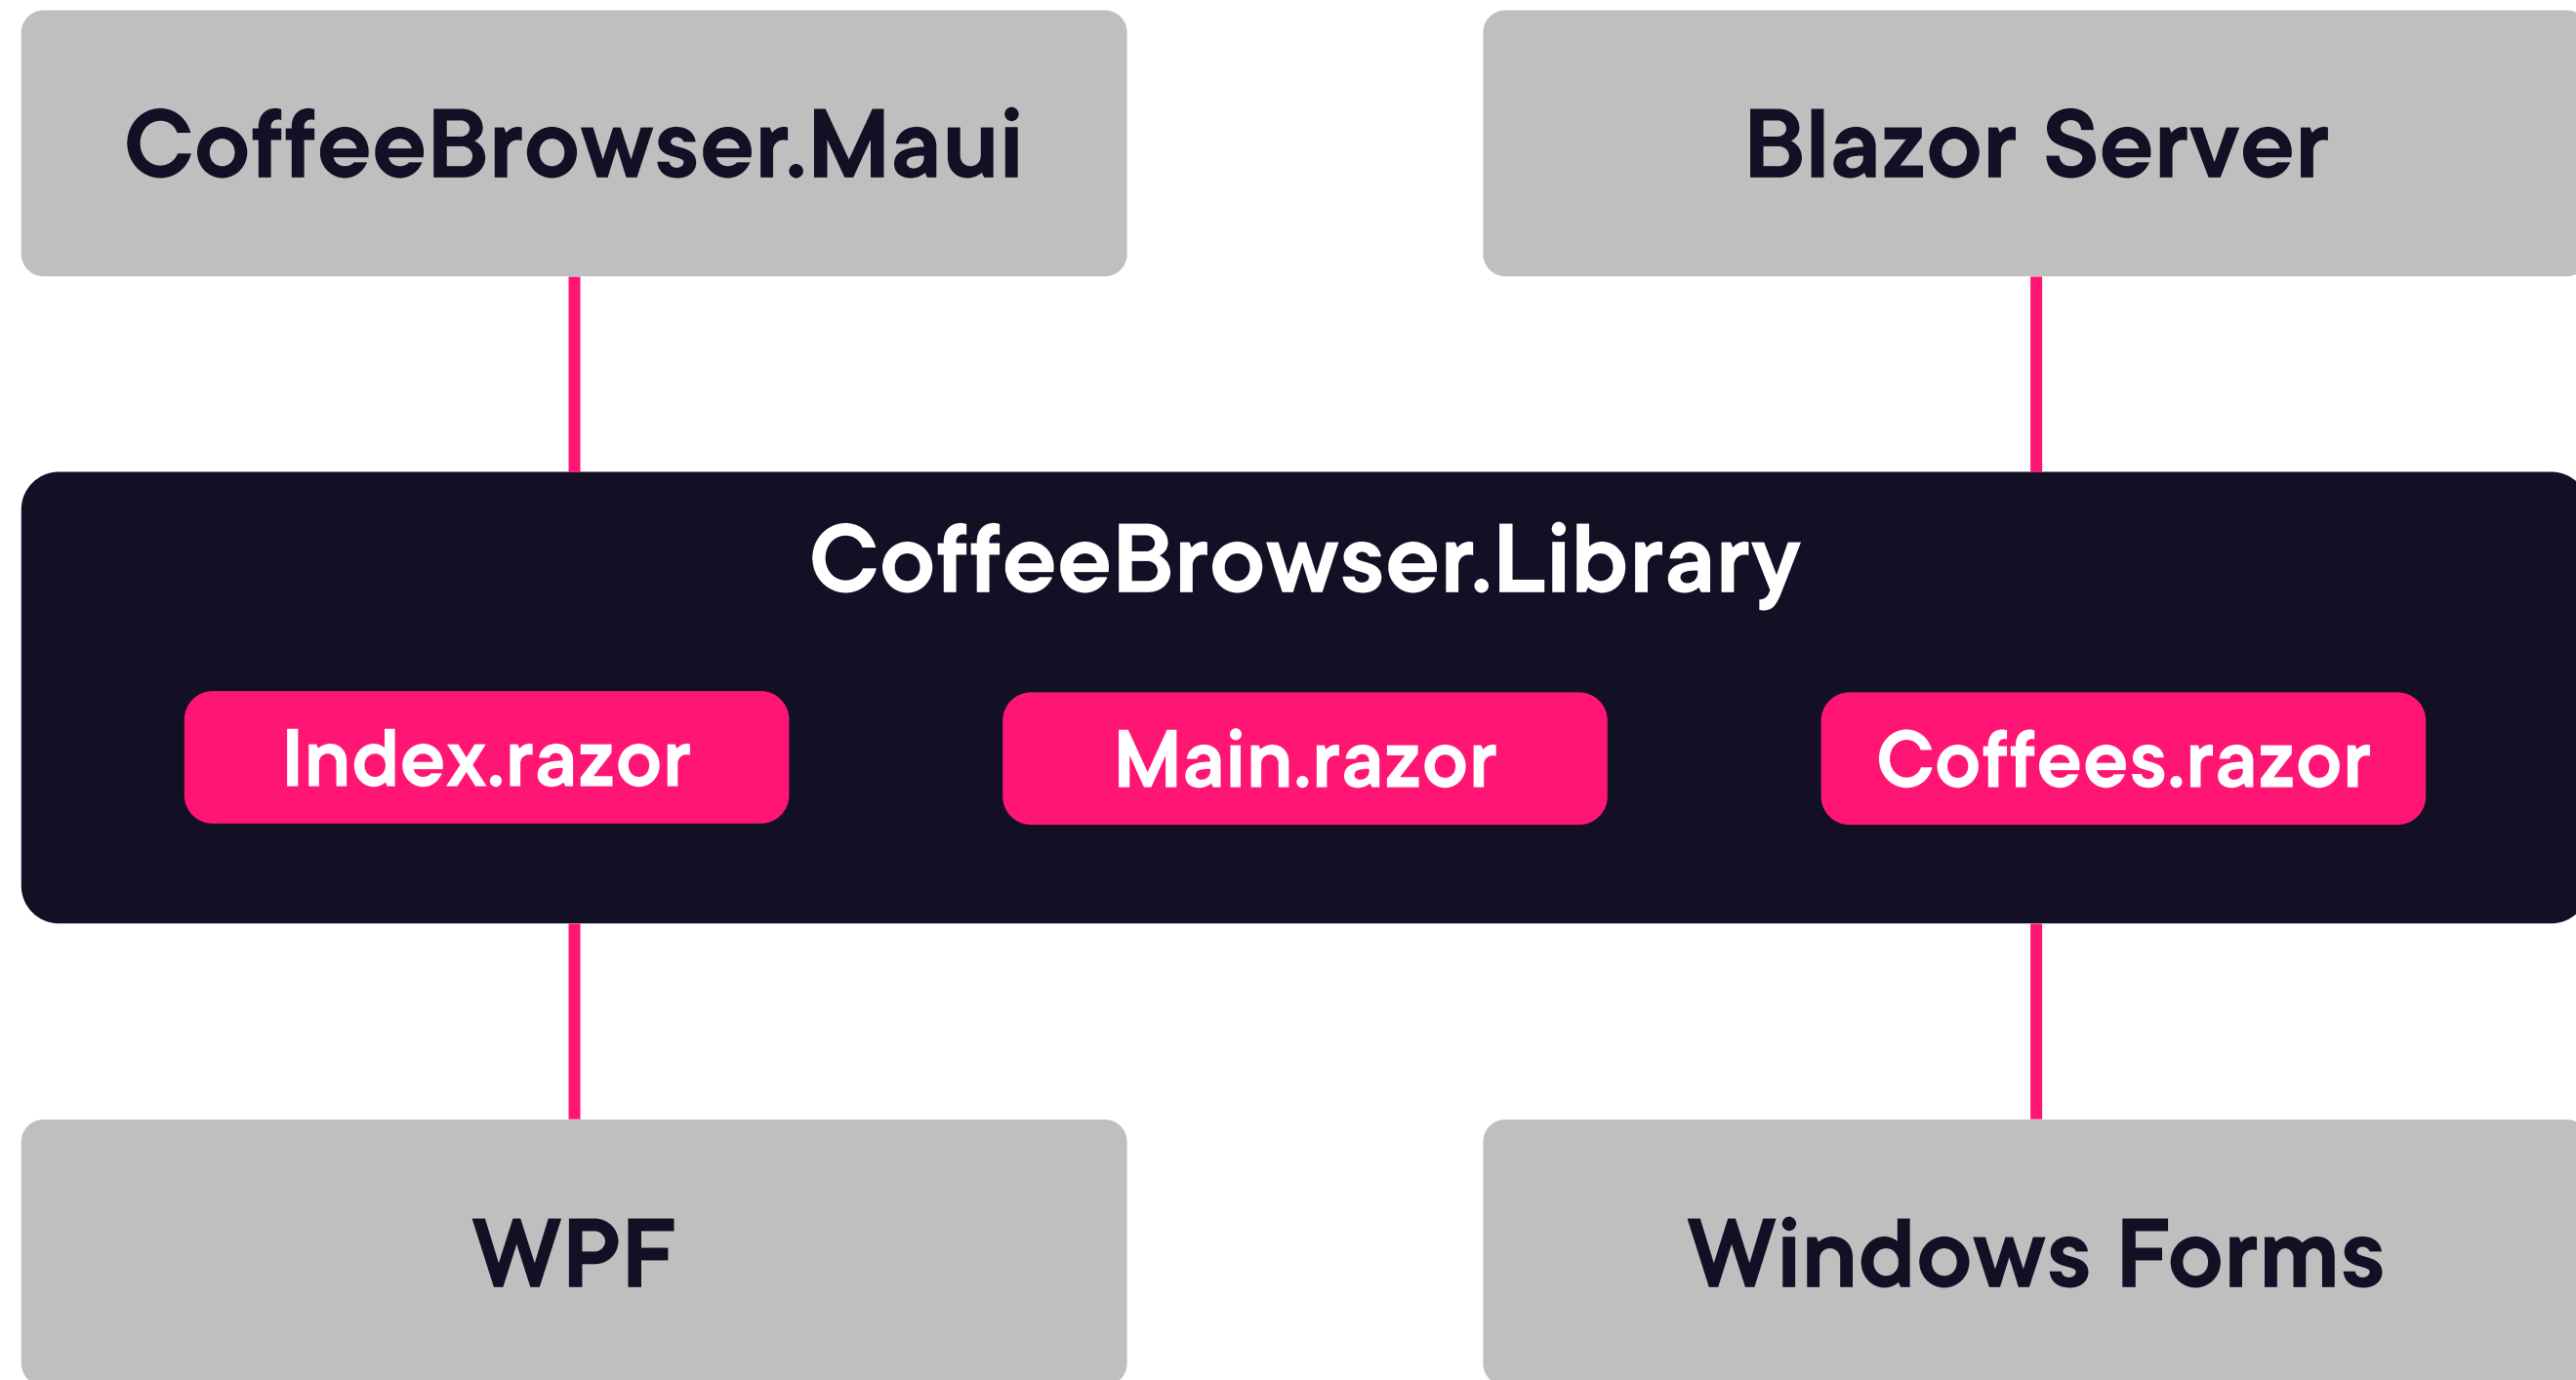 CoffeeBrowser.Maui
Blazor Server
CoffeeBrowser.Library
Index.razor
Main.razor
Coffees.razor
WPF
Windows Forms